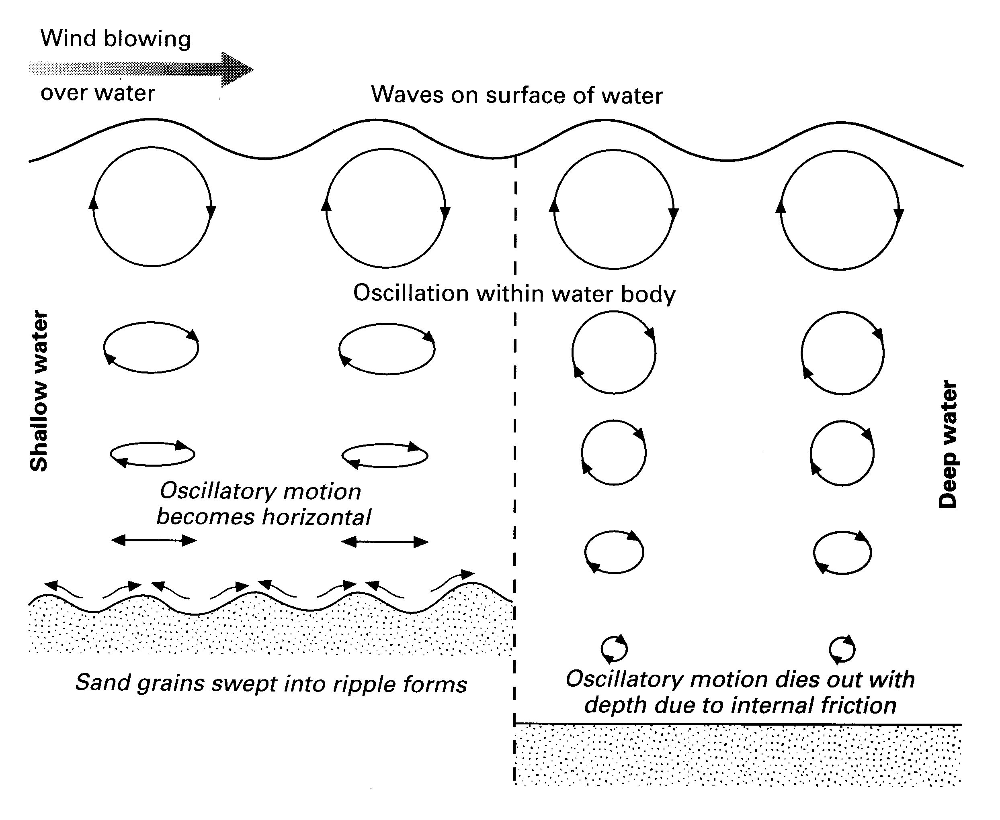 Wind blowing
over water
Waves on surface of water
Oscillation within water body
Shallow water
Deep water
Oscillatory motion
becomes horizontal
Sand grains swept into ripple forms
Oscillatory motion dies out with
depth due to internal friction